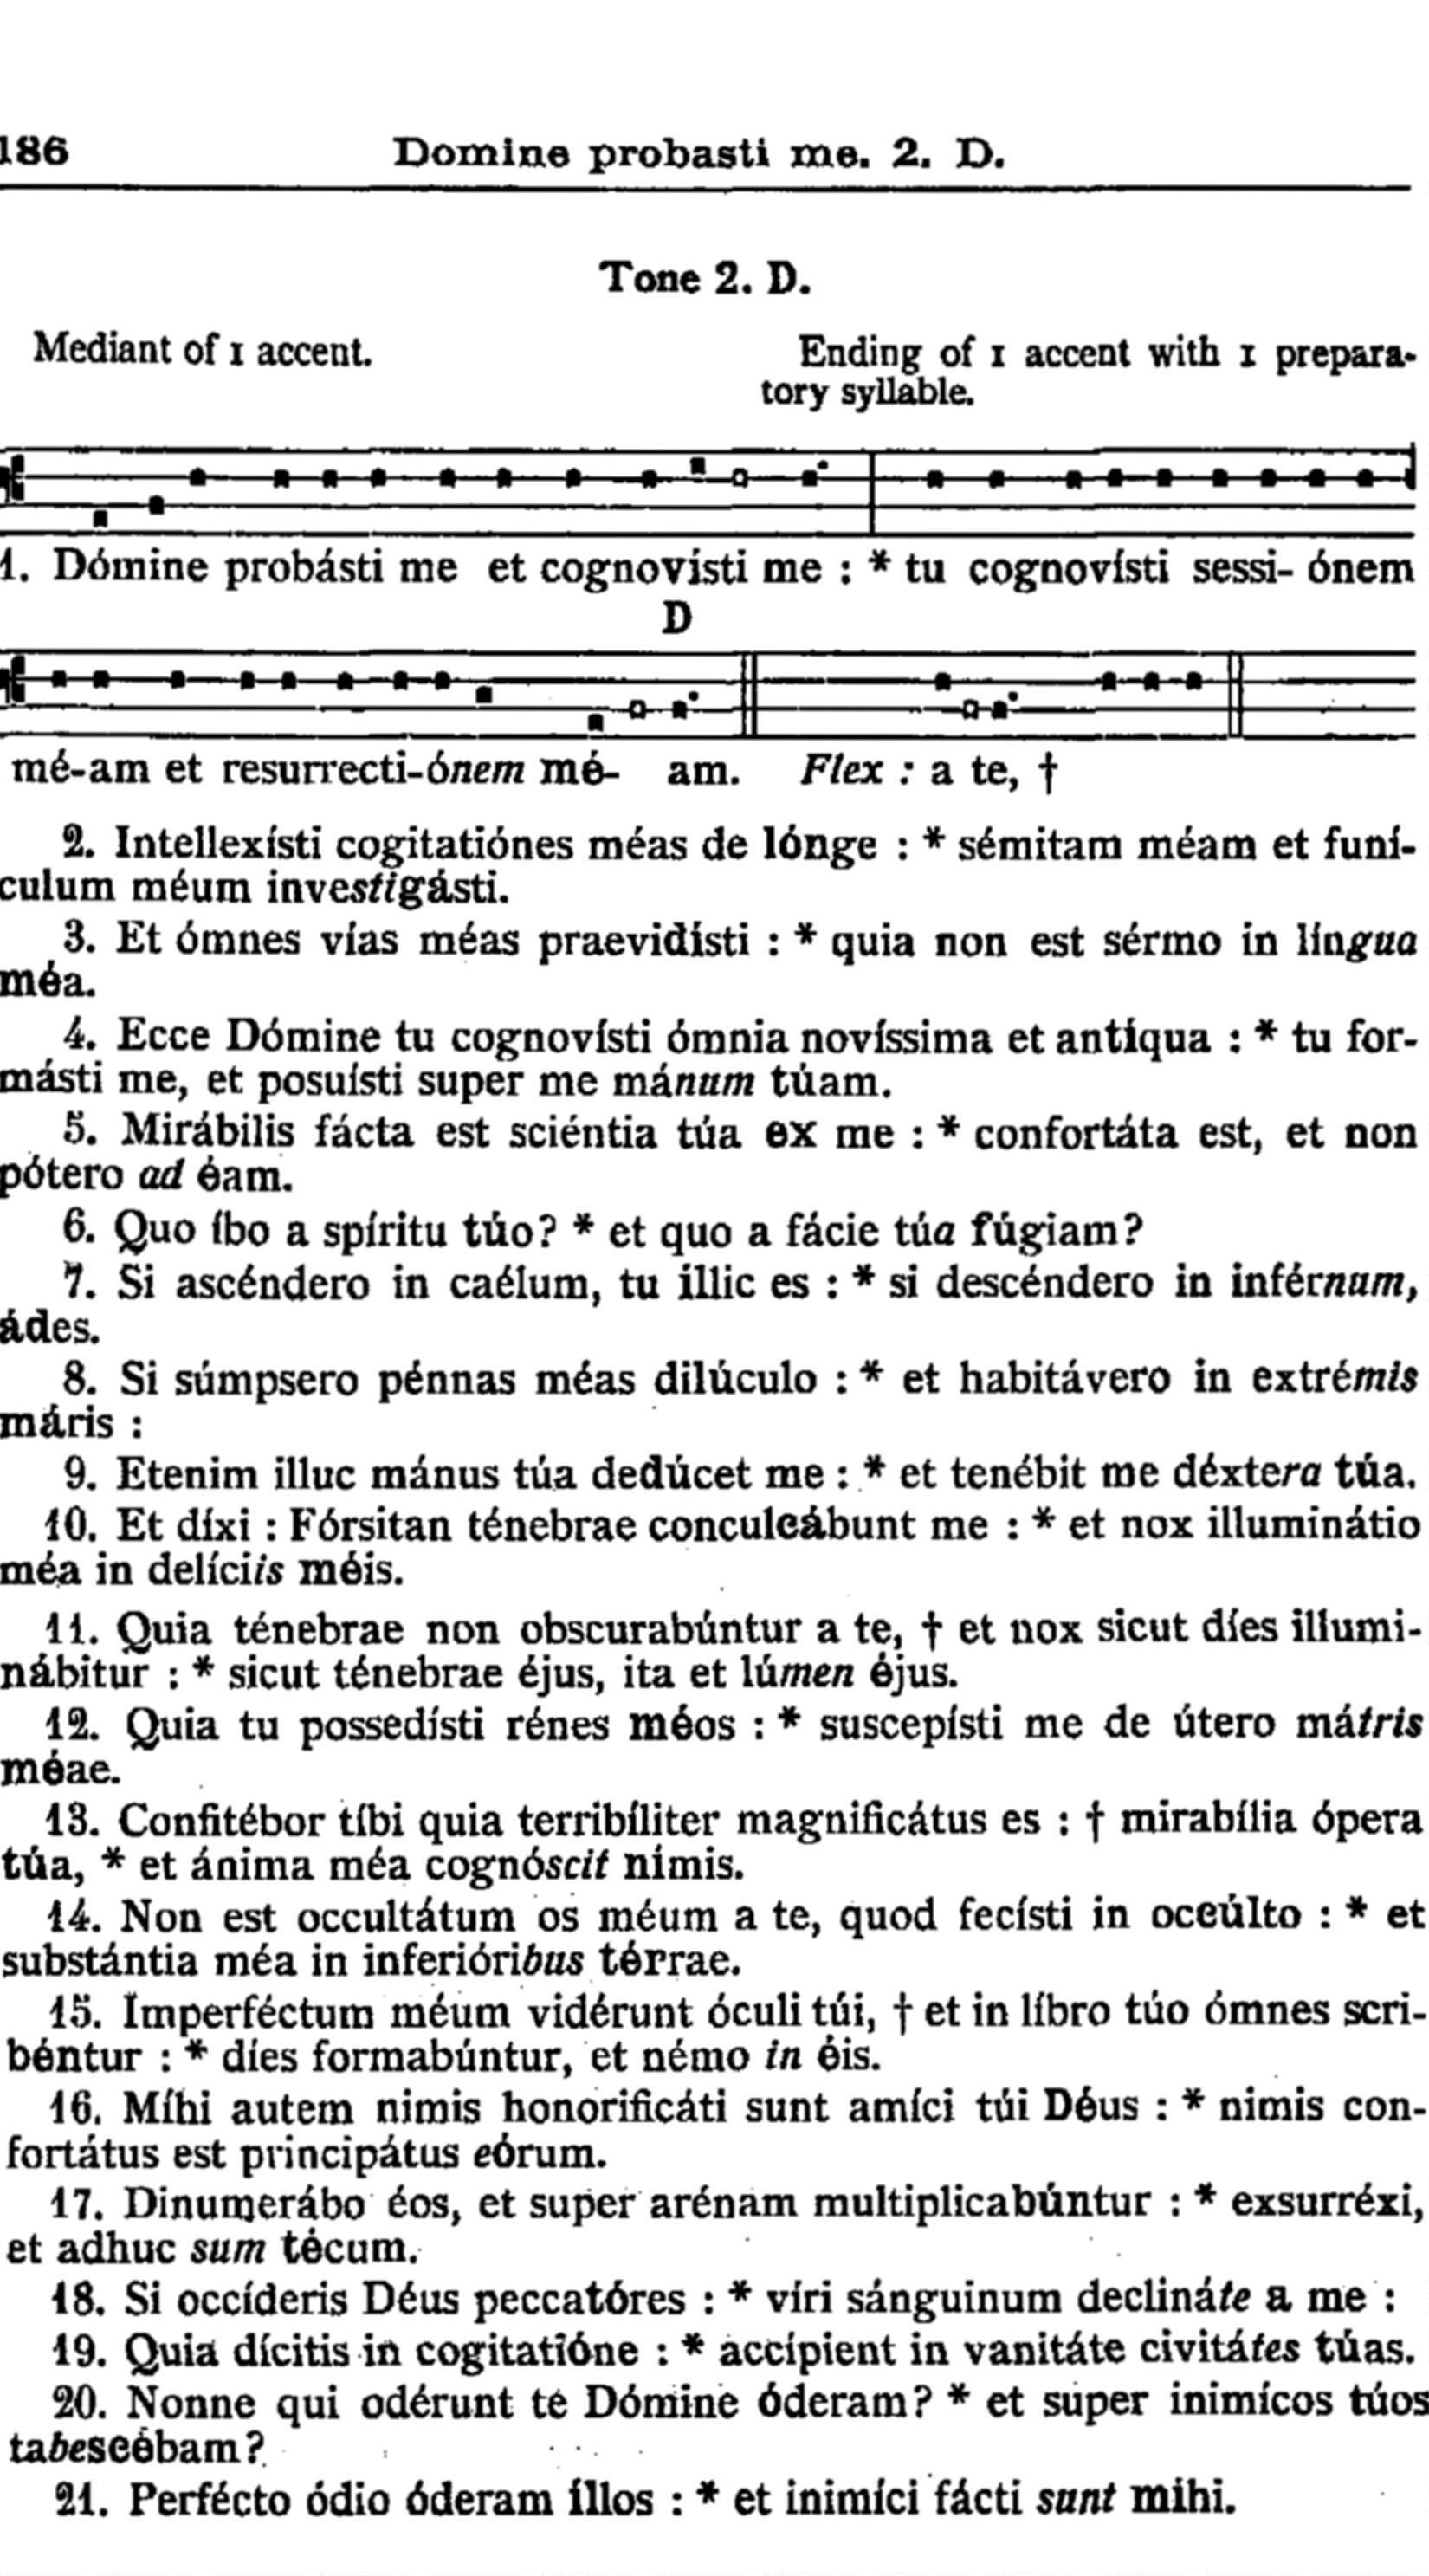 186
Domine probasti me. 2. D.
Tone 2. D.
Mediant of 1 accent.
Ending of 1 accent with 1 prepara-
tory syllable.
1. Dómine probásti me et cognovísti me : * tu cognovísti sessi- ónem
D
mé-am et resurrecti-ónem mé- am. Flex : a te, †
2. Intellexísti cogitatiónes méas de lónge : * sémitam méam et funí-
culum méum investigásti.
3. Et ómnes vías méas praevidísti : * quia non est sérmo in língua
méa.
4. Ecce Dómine tu cognovísti ómnia novíssima et antíqua : * tu for-
másti me, et posuísti super me mánum túam.
5. Mirábilis fácta est sciéntia túa ex me : * confortáta est, et non
pótero ad éam.
6. Quo íbo a spíritu túo? * et quo a fácie túa fúgiam?
7. Si ascéndero in caélum, tu illic es : * si descéndero in inférnum,
ádes.
8. Si súmpsero pénnas méas dilúculo : * et habitávero in extrémis
máris :
9. Etenim illuc mánus túa dedúcet me : * et tenébit me déxtera túa.
10. Et díxi : Fórsitan ténebrae conculcábunt me : * et nox illuminátio
méa in delíciis méis.
11. Quia ténebrae non obscurabúntur a te, † et nox sicut díes illumi-
nábitur : * sicut ténebrae éjus, ita et lúmen éjus.
12. Quia tu possedísti rénes méos : * suscepísti me de útero mátris
méae.
13. Confitébor tíbi quia terribíliter magnificátus es : † mirabília ópera
túa, * et ánima méa cognóscit nímis.
14. Non est occultátum os méum a te, quod fecísti in occúlto : * et
substántia méa in inferióribus térrae.
15. Imperféctum méum vidérunt óculi túi, † et in líbro túo ómnes scri-
béntur : * díes formabúntur, et némo in éis.
16. Míhi autem nimis honorificáti sunt amíci túi Déus : * nimis con-
fortátus est principátus eórum.
17. Dinumerábo éos, et super arénam multiplicabúntur : * exsurréxi,
et adhuc sum técum.
18. Si occíderis Déus peccatóres : * víri sánguinum declináte a me :
19. Quia dícitis in cogitatióne : * accípient in vanitáte civitátes túas.
20. Nonne qui odérunt te Dómine óderam? * et super inimícos túos
tabescébam?
21. Perfécto ódio óderam íllos : * et inimíci fácti sunt mihi.